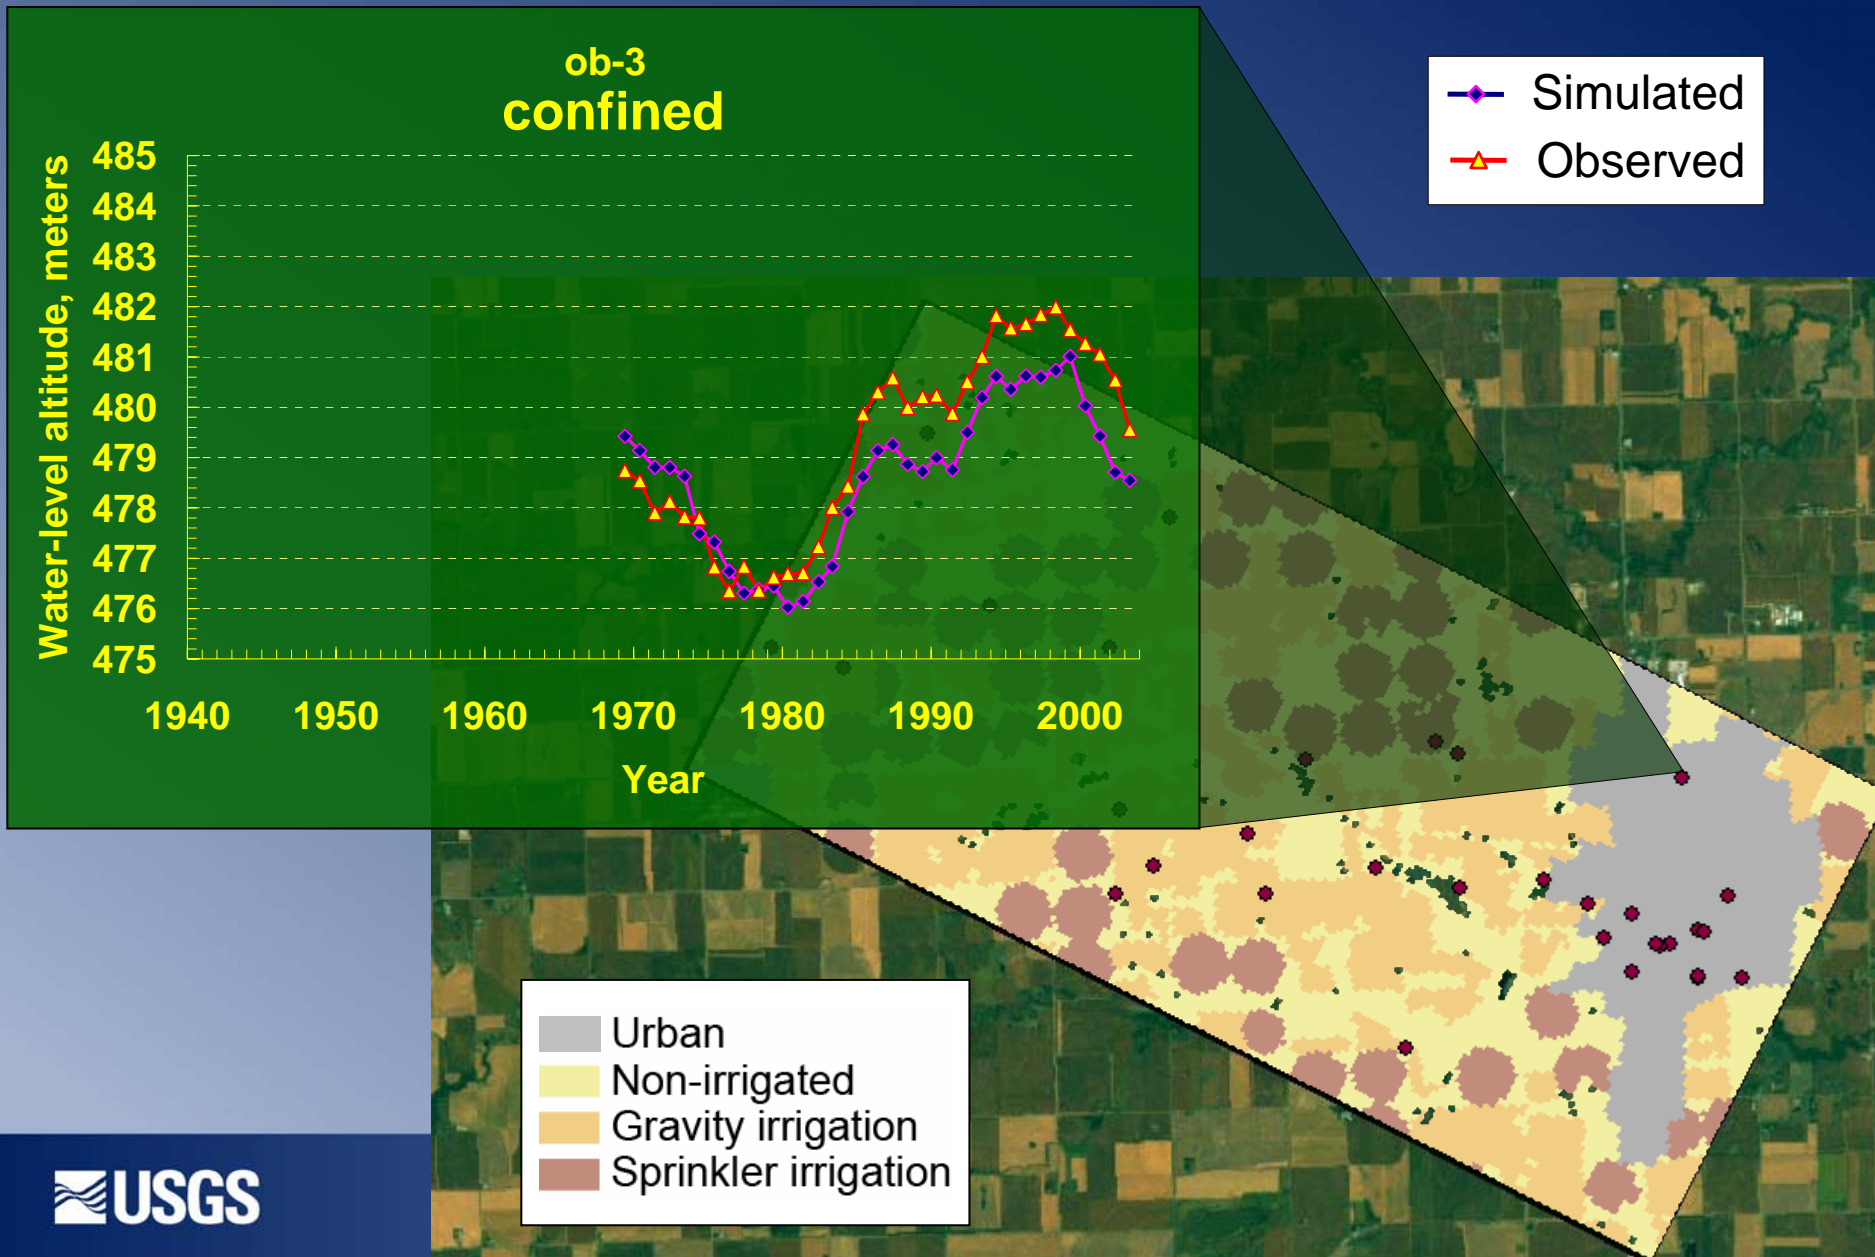 ob-3
confined
Simulated
Observed
Water-level altitude, meters
485
484
483
482
481
480
479
478
477
476
475
1940 1950 1960 1970 1980 1990 2000
Year
Urban
Non-irrigated
Gravity irrigation
Sprinkler irrigation
USGS